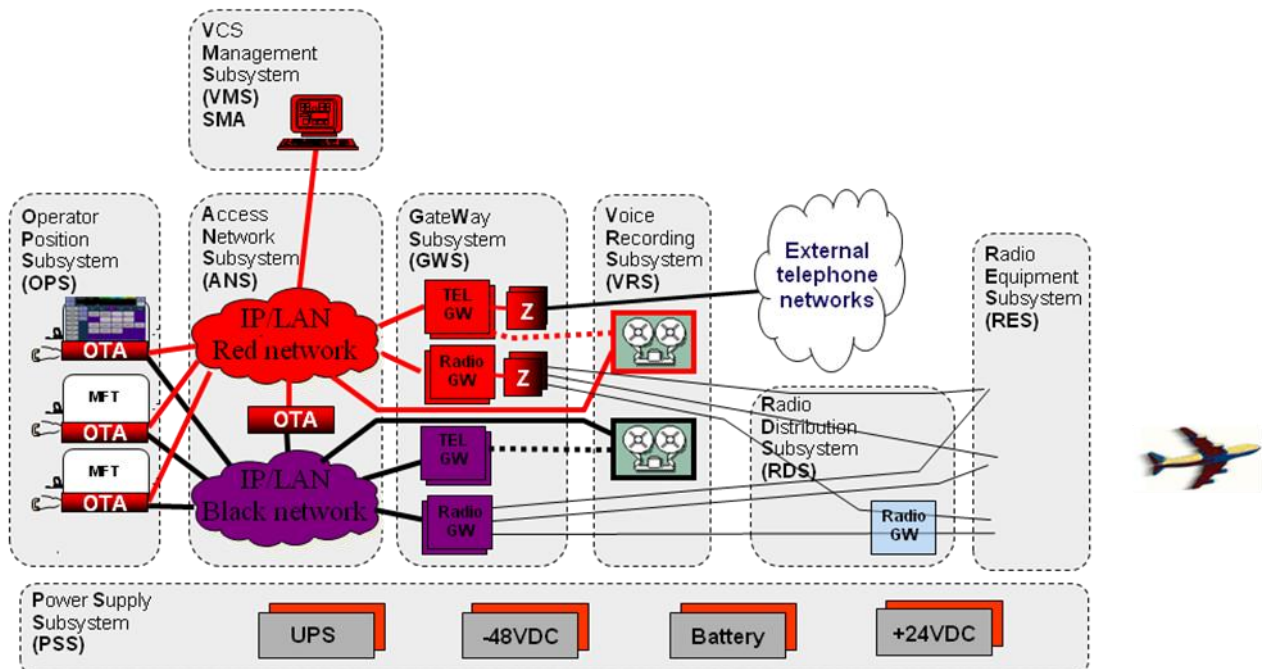 VCS
Management
Subsystem
(VMS)
SMA
Operator
Position
Subsystem
(OPS)
Access
Network
Subsystem
(ANS)
GateWay
Subsystem
(GWS)
Voice
Recording
Subsystem
(VRS)
External
telephone
networks
Radio
Equipment
Subsystem
(RES)
OTA
MFT
OTA
MFT
OTA
IP/LAN
Red network
OTA
IP/LAN
Black network
TEL
GW
Z
Radio
GW
Z
TEL
GW
Radio
GW
Radio
Distribution
Subsystem
(RDS)
Radio
GW
Power Supply
Subsystem
(PSS)
UPS
-48VDC
Battery
+24VDC